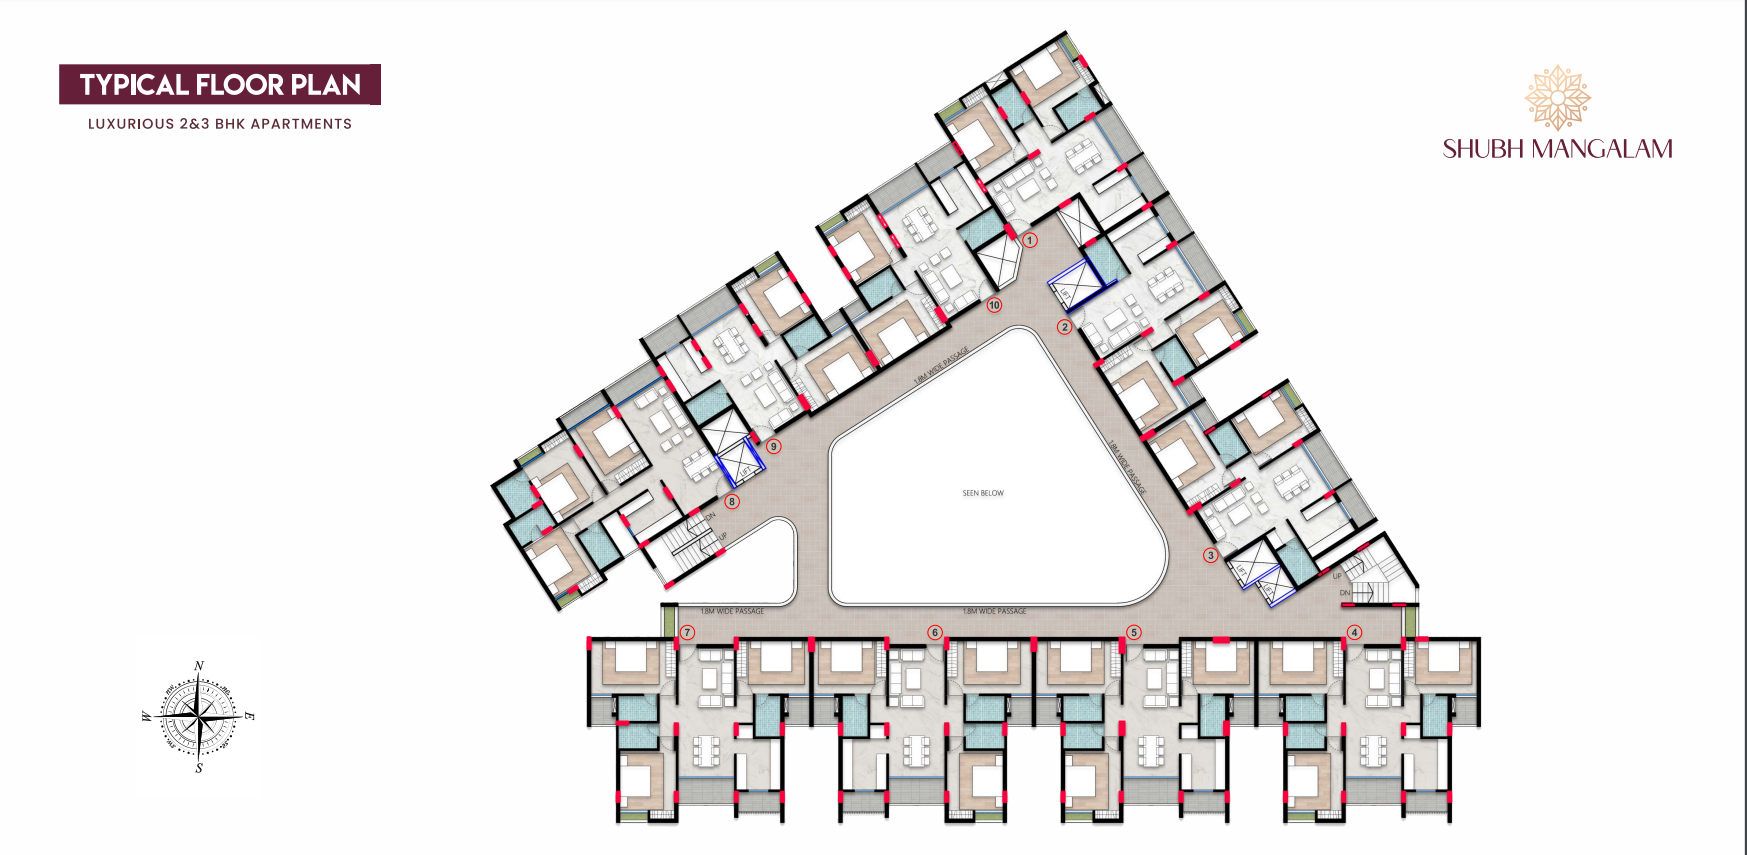 TYPICAL FLOOR PLAN
LUXURIOUS 2&3 BHK APARTMENTS
SHUBH MANGALAM
1
LIFT
2
10
1.8M WIDE PASSAGE
1.8M WIDE PASSAGE
9
LIFT
8
DN
UP
SEEN BELOW
3
LIFT
LIFT
UP
DN
1.8M WIDE PASSAGE
1.8M WIDE PASSAGE
7
6
5
4
N
W
E
S